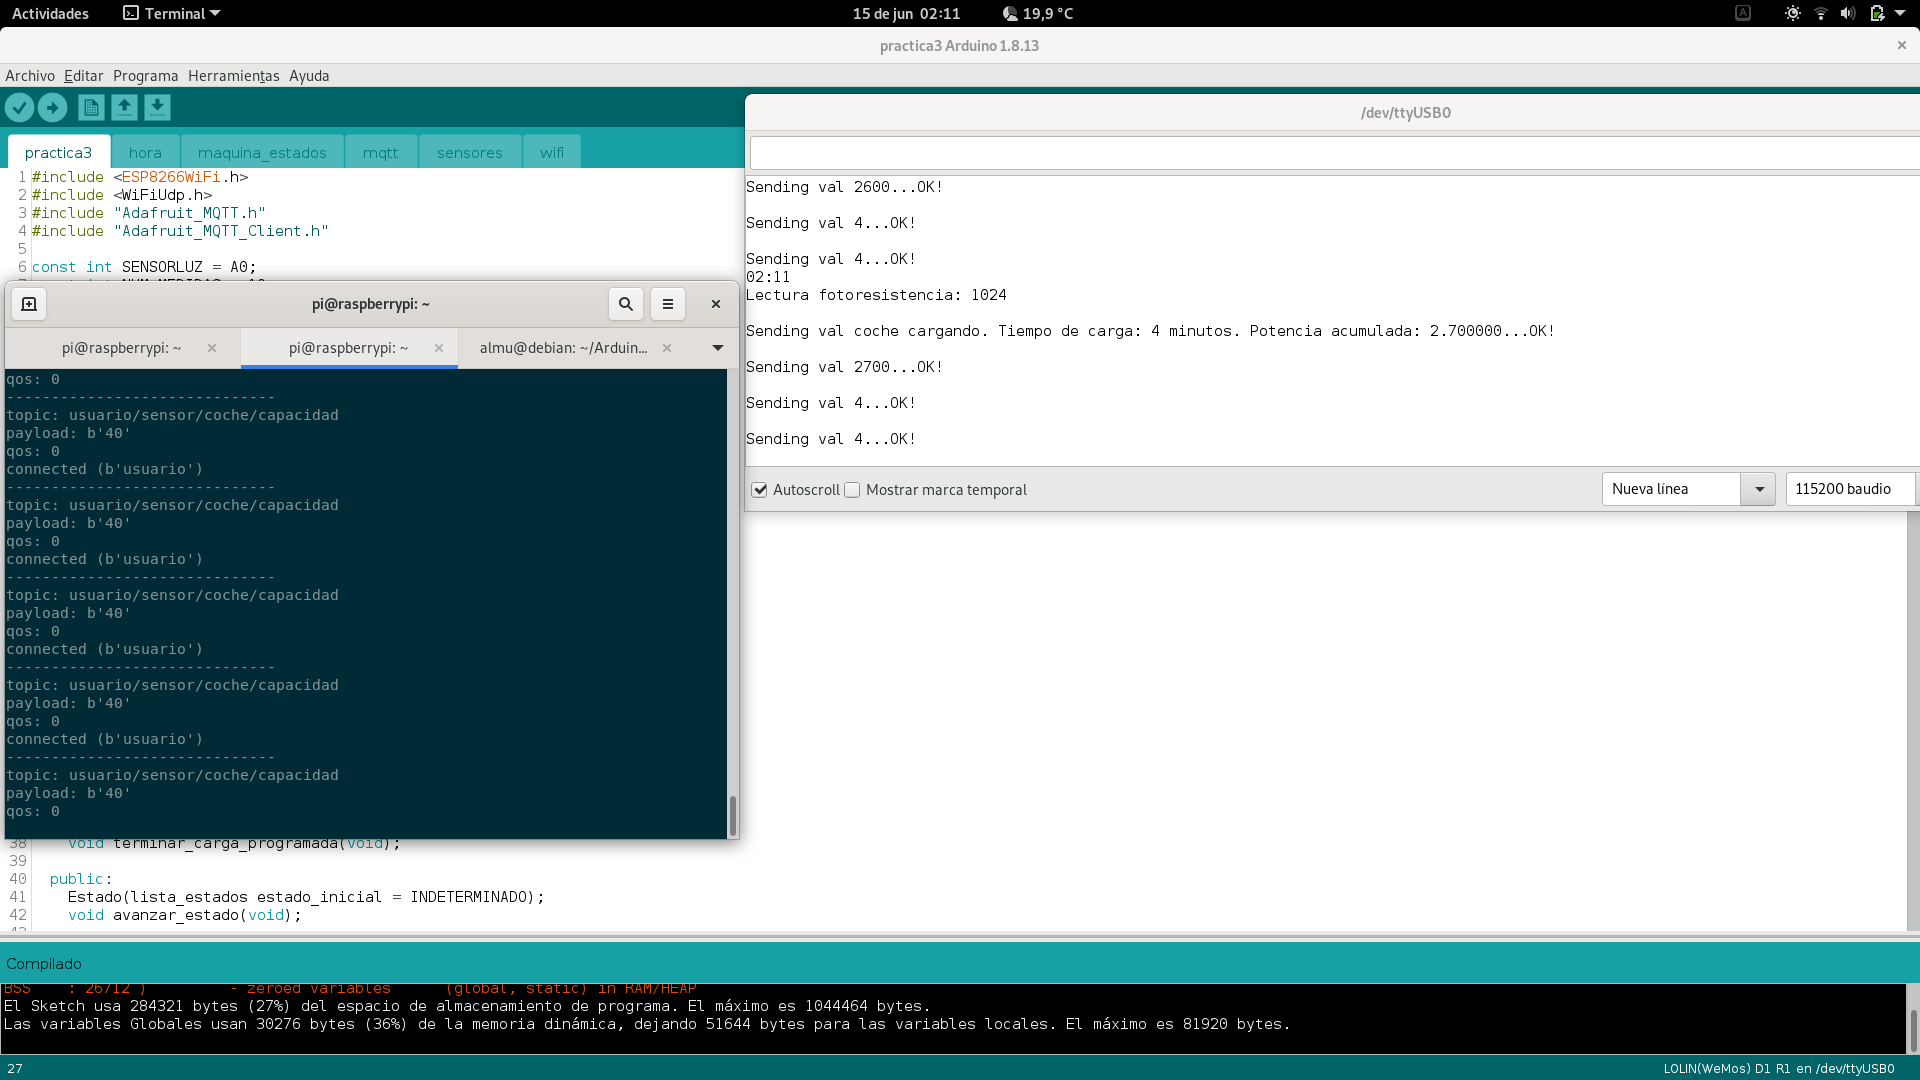 Actividades Terminal 15 de jun 02:11 19,9 °C
practica3 Arduino 1.8.13
Archivo Editar Programa Herramientas Ayuda
practica3 hora maquina_estados mqtt sensores wifi
1 #include <ESP8266WiFi.h>
2 #include <WiFiUdp.h>
3 #include "Adafruit_MQTT.h"
4 #include "Adafruit_MQTT_Client.h"
5
6 const int SENSORLUZ = A0;
/dev/ttyUSB0
Sending val 2600...OK!
Sending val 4...OK!
Sending val 4...OK!
02:11
Lectura fotoresistencia: 1024
Sending val coche cargando. Tiempo de carga: 4 minutos. Potencia acumulada: 2.700000...OK!
Sending val 2700...OK!
Sending val 4...OK!
Sending val 4...OK!
Autoscroll Mostrar marca temporal Nueva línea 115200 baudio
pi@raspberrypi: ~
pi@raspberrypi: ~ pi@raspberrypi: ~ almu@debian: ~/Arduin...
qos: 0
------------------------------
topic: usuario/sensor/coche/capacidad
payload: b'40'
qos: 0
connected (b'usuario')
------------------------------
topic: usuario/sensor/coche/capacidad
payload: b'40'
qos: 0
connected (b'usuario')
------------------------------
topic: usuario/sensor/coche/capacidad
payload: b'40'
qos: 0
connected (b'usuario')
------------------------------
topic: usuario/sensor/coche/capacidad
payload: b'40'
qos: 0
connected (b'usuario')
------------------------------
topic: usuario/sensor/coche/capacidad
payload: b'40'
qos: 0
38 void terminar_carga_programada(void);
39
40 public:
41 Estado(lista_estados estado_inicial = INDETERMINADO);
42 void avanzar_estado(void);
Compilado
BSS : 26712 ) - zeroed variables (global, static) in RAM/HEAP
El Sketch usa 284321 bytes (27%) del espacio de almacenamiento de programa. El máximo es 1044464 bytes.
Las variables Globales usan 30276 bytes (36%) de la memoria dinámica, dejando 51644 bytes para las variables locales. El máximo es 81920 bytes.
27 LOLIN(WeMos) D1 R1 en /dev/ttyUSB0